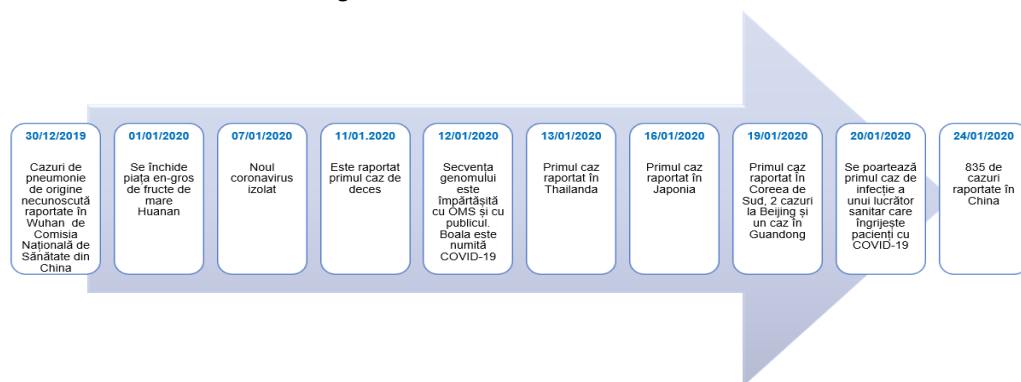 30/12/2019
Cazuri de
pneumonie
de origine
necunoscută
raportate în
Wuhan de
Comisia
Națională de
Sănătate din
China
01/01/2020
Se închide
piața en-gros
de fructe de
mare
Huanan
07/01/2020
Noul
coronavirus
izolat
11/01.2020
Este raportat
primul caz de
deces
12/01/2020
Secvența
genomului
este
împărtășită
cu OMS și cu
publicul.
Boala este
numită
COVID-19
13/01/2020
Primul caz
raportat în
Thailanda
16/01/2020
Primul caz
raportat în
Japonia
19/01/2020
Primul caz
raportat în
Coreea de
Sud, 2 cazuri
la Beijing și
un caz în
Guandong
20/01/2020
Se poartează
primul caz de
infecție a
unui lucrător
sanitar care
îngrijește
pacienți cu
COVID-19
24/01/2020
835 de
cazuri
raportate în
China